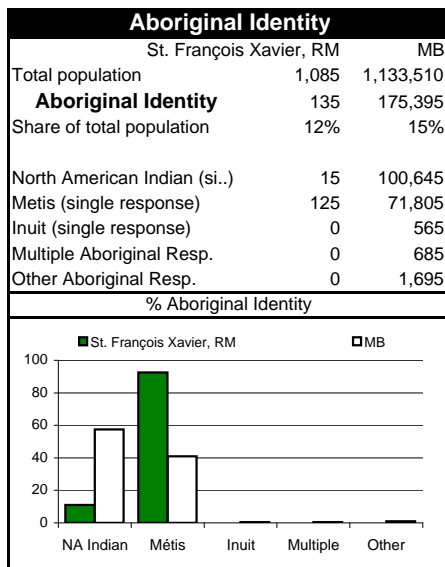 Aboriginal Identity
St. François Xavier, RM MB
Total population 1,085 1,133,510
Aboriginal Identity 135 175,395
Share of total population 12% 15%
North American Indian (si..) 15 100,645
Metis (single response) 125 71,805
Inuit (single response) 0 565
Multiple Aboriginal Resp. 0 685
Other Aboriginal Resp. 0 1,695
% Aboriginal Identity
St. François Xavier, RM MB
100
80
60
40
20
0
NA Indian Métis Inuit Multiple Other